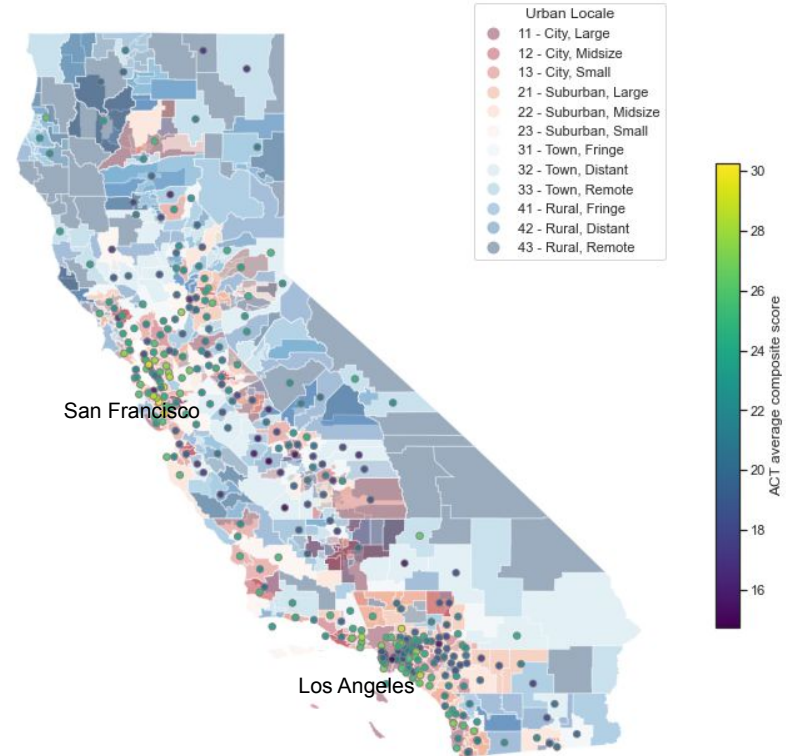 Urban Locale
11 - City, Large
12 - City, Midsize
13 - City, Small
21 - Suburban, Large
22 - Suburban, Midsize
23 - Suburban, Small
31 - Town, Fringe
32 - Town, Distant
33 - Town, Remote
41 - Rural, Fringe
42 - Rural, Distant
43 - Rural, Remote
30
28
26
24
22
20
18
16
ACT average composite score
San Francisco
Los Angeles